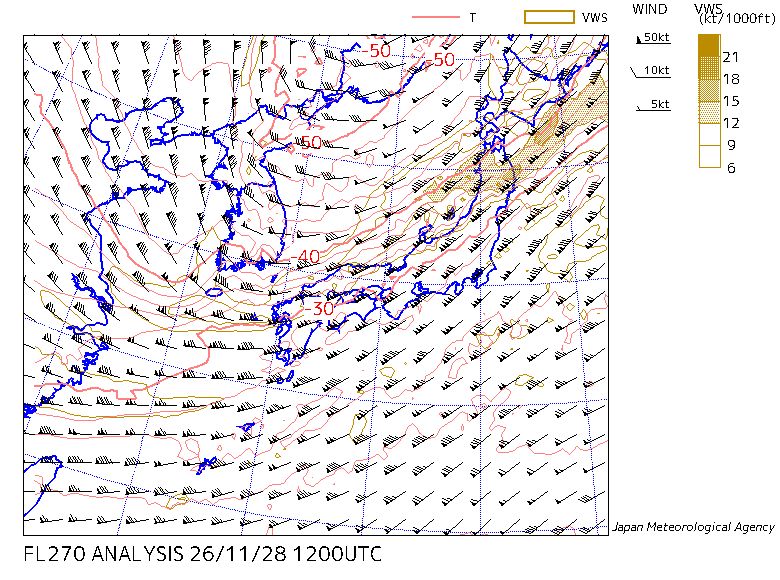 T
VWS
WIND
50kt
10kt
5kt
VWS
(kt/1000ft)
21
18
15
12
9
6
-50
-50
-50
-40
-30
Japan Meteorological Agency
FL270 ANALYSIS 26/11/28 1200UTC